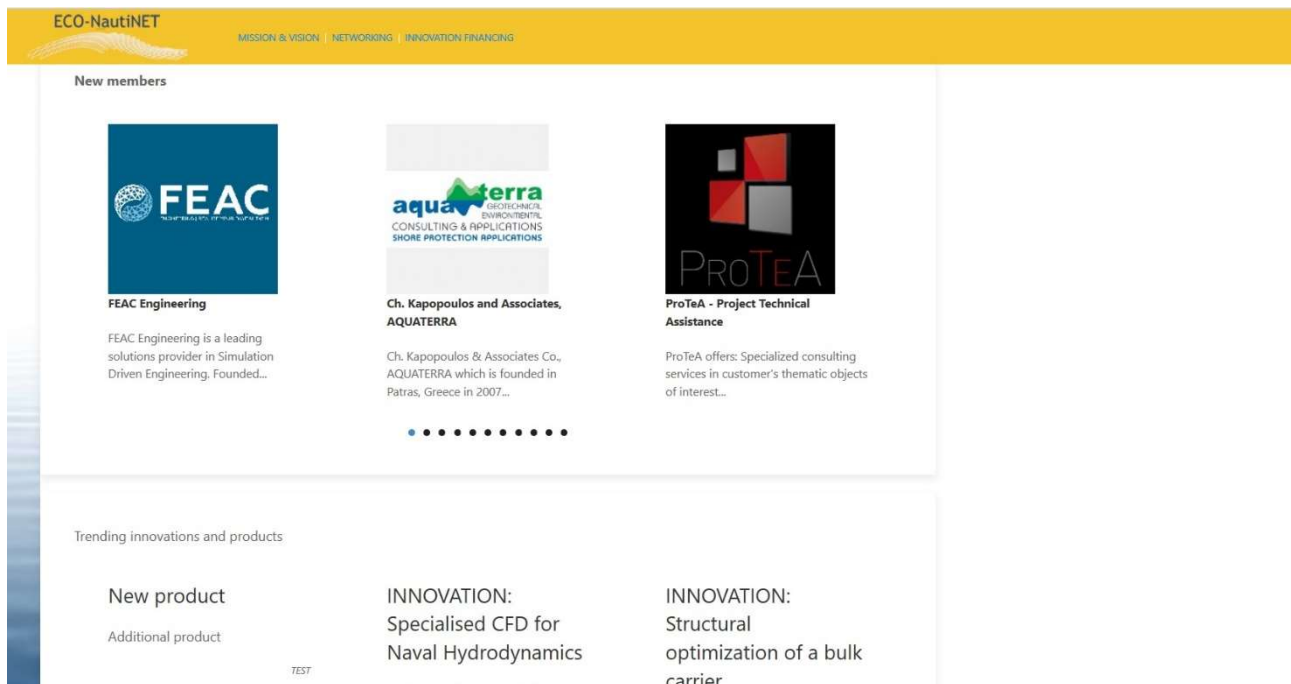 ECO-NautiNET
MISSION & VISION | NETWORKING | INNOVATION FINANCING
New members
FEAC
aqua terra
GEOTECHNICAL
ENVIRONMENTAL
CONSULTING & APPLICATIONS
SHORE PROTECTION APPLICATIONS
PROTEA
FEAC Engineering
FEAC Engineering is a leading
solutions provider in Simulation
Driven Engineering. Founded...
Ch. Kapopoulos and Associates,
AQUATERRA
Ch. Kapopoulos & Associates Co.,
AQUATERRA which is founded in
Patras, Greece in 2007...
ProTeA - Project Technical
Assistance
ProTeA offers: Specialized consulting
services in customer's thematic objects
of interest...
Trending innovations and products
New product
Additional product
TEST
INNOVATION:
Specialised CFD for
Naval Hydrodynamics
INNOVATION:
Structural
optimization of a bulk
carrier